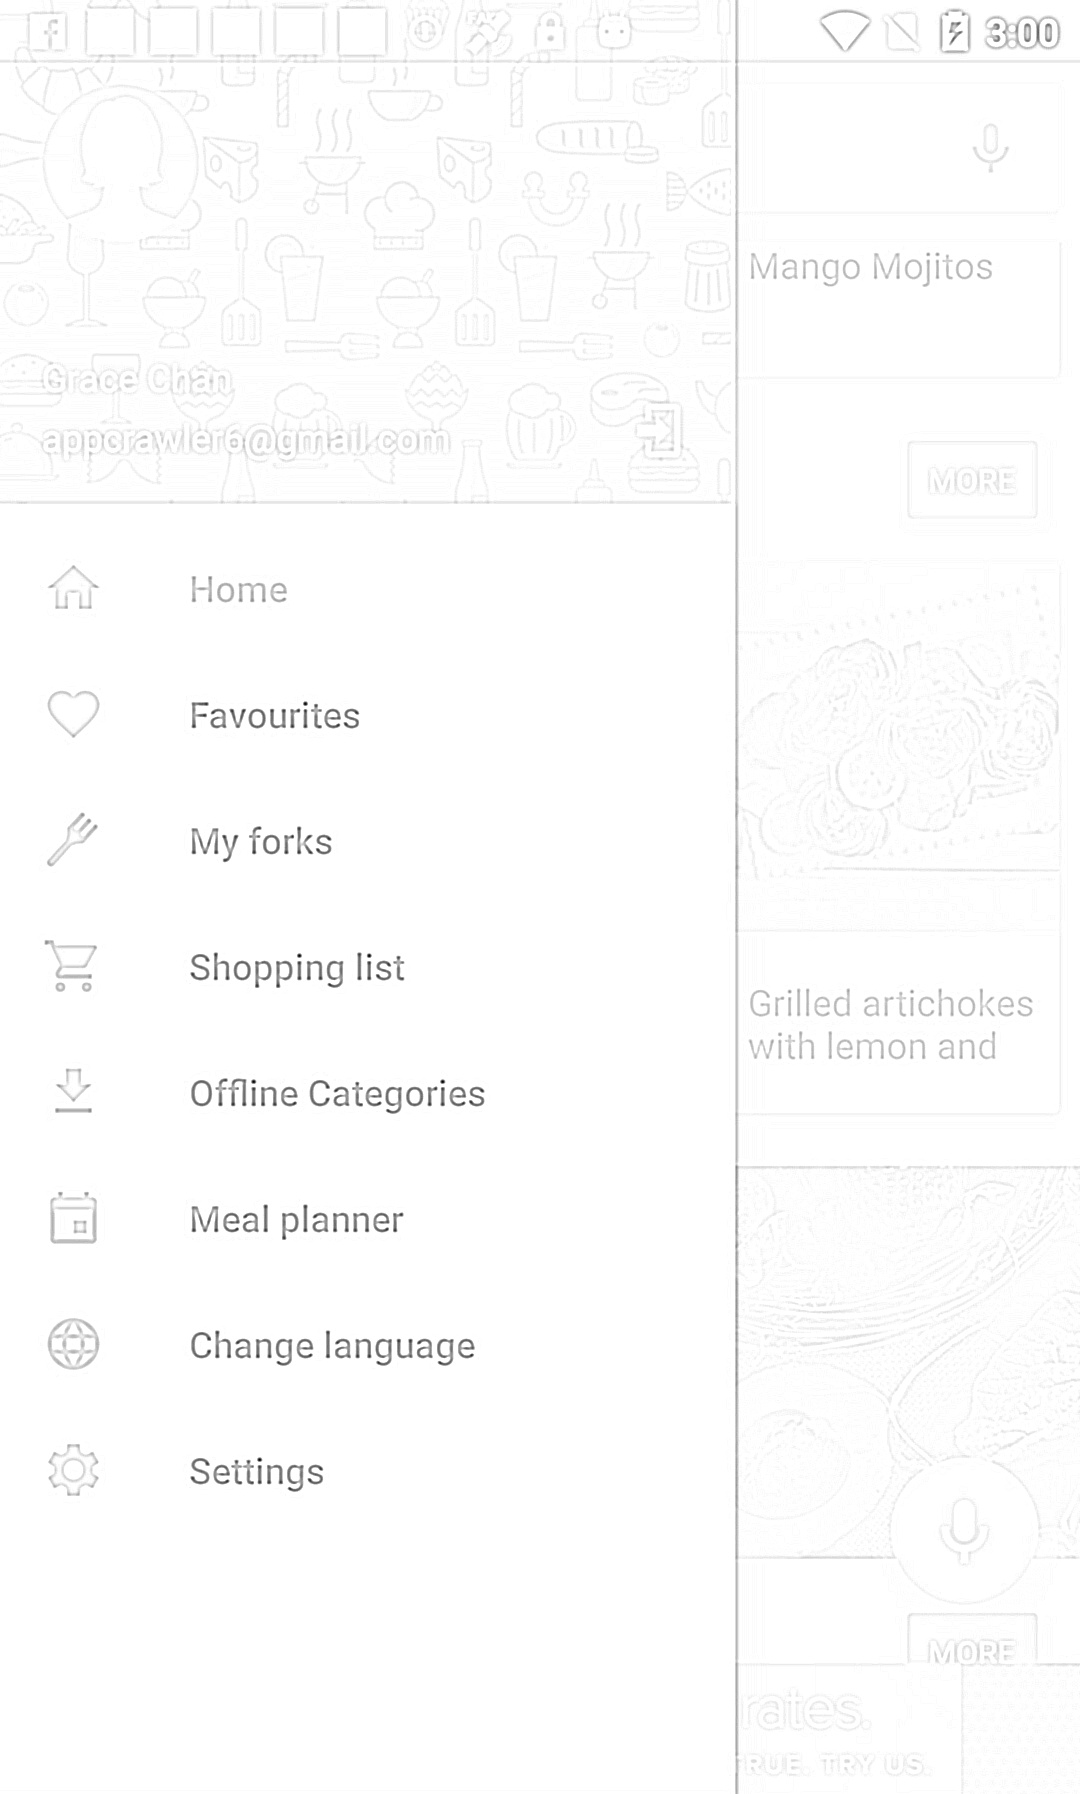 3:00
Mango Mojitos
Grace Chan
appcrawler6@gmail.com
MORE
Home
Favourites
My forks
Shopping list
Grilled artichokes
with lemon and
Offline Categories
Meal planner
Change language
Settings
MORE
rates.
TRUE. TRY US.